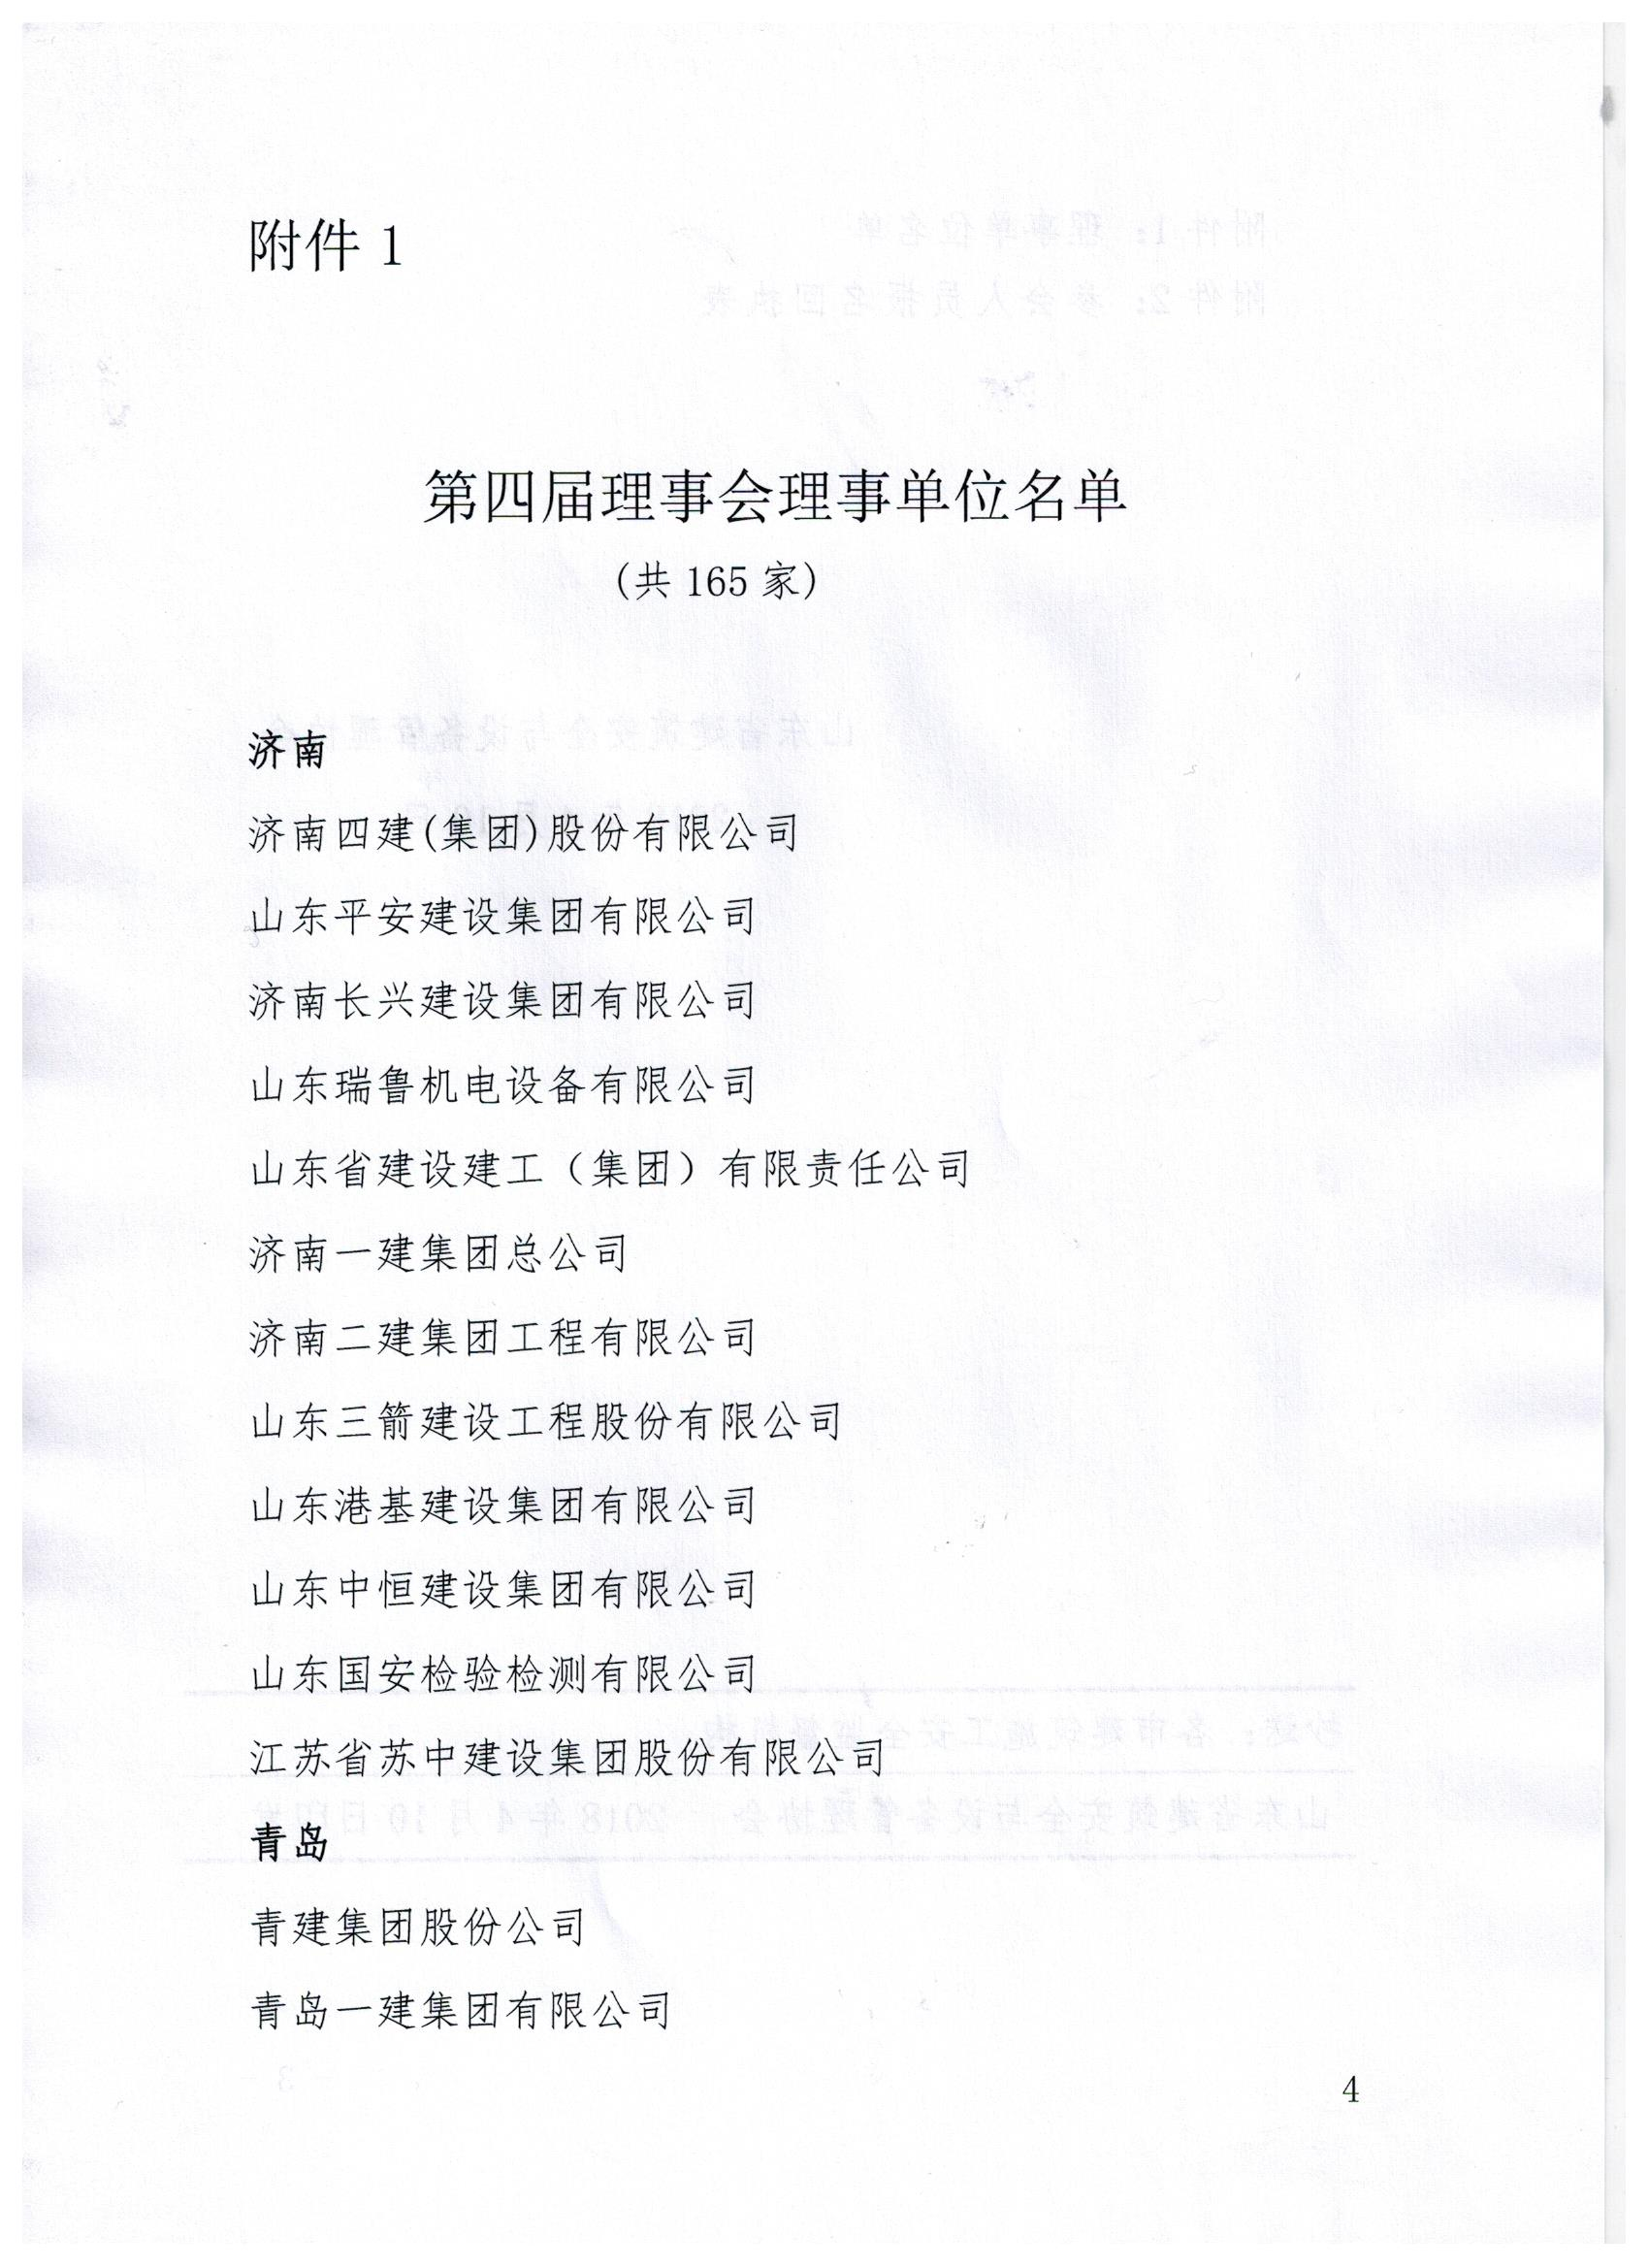 附件 1
第四届理事会理事单位名单
(共 165 家)
济南
济南四建(集团)股份有限公司
山东平安建设集团有限公司
济南长兴建设集团有限公司
山东瑞鲁机电设备有限公司
山东省建设建工（集团）有限责任公司
济南一建集团总公司
济南二建集团工程有限公司
山东三箭建设工程股份有限公司
山东港基建设集团有限公司
山东中恒建设集团有限公司
山东国安检验检测有限公司
江苏省苏中建设集团股份有限公司
青岛
青建集团股份公司
青岛一建集团有限公司
4